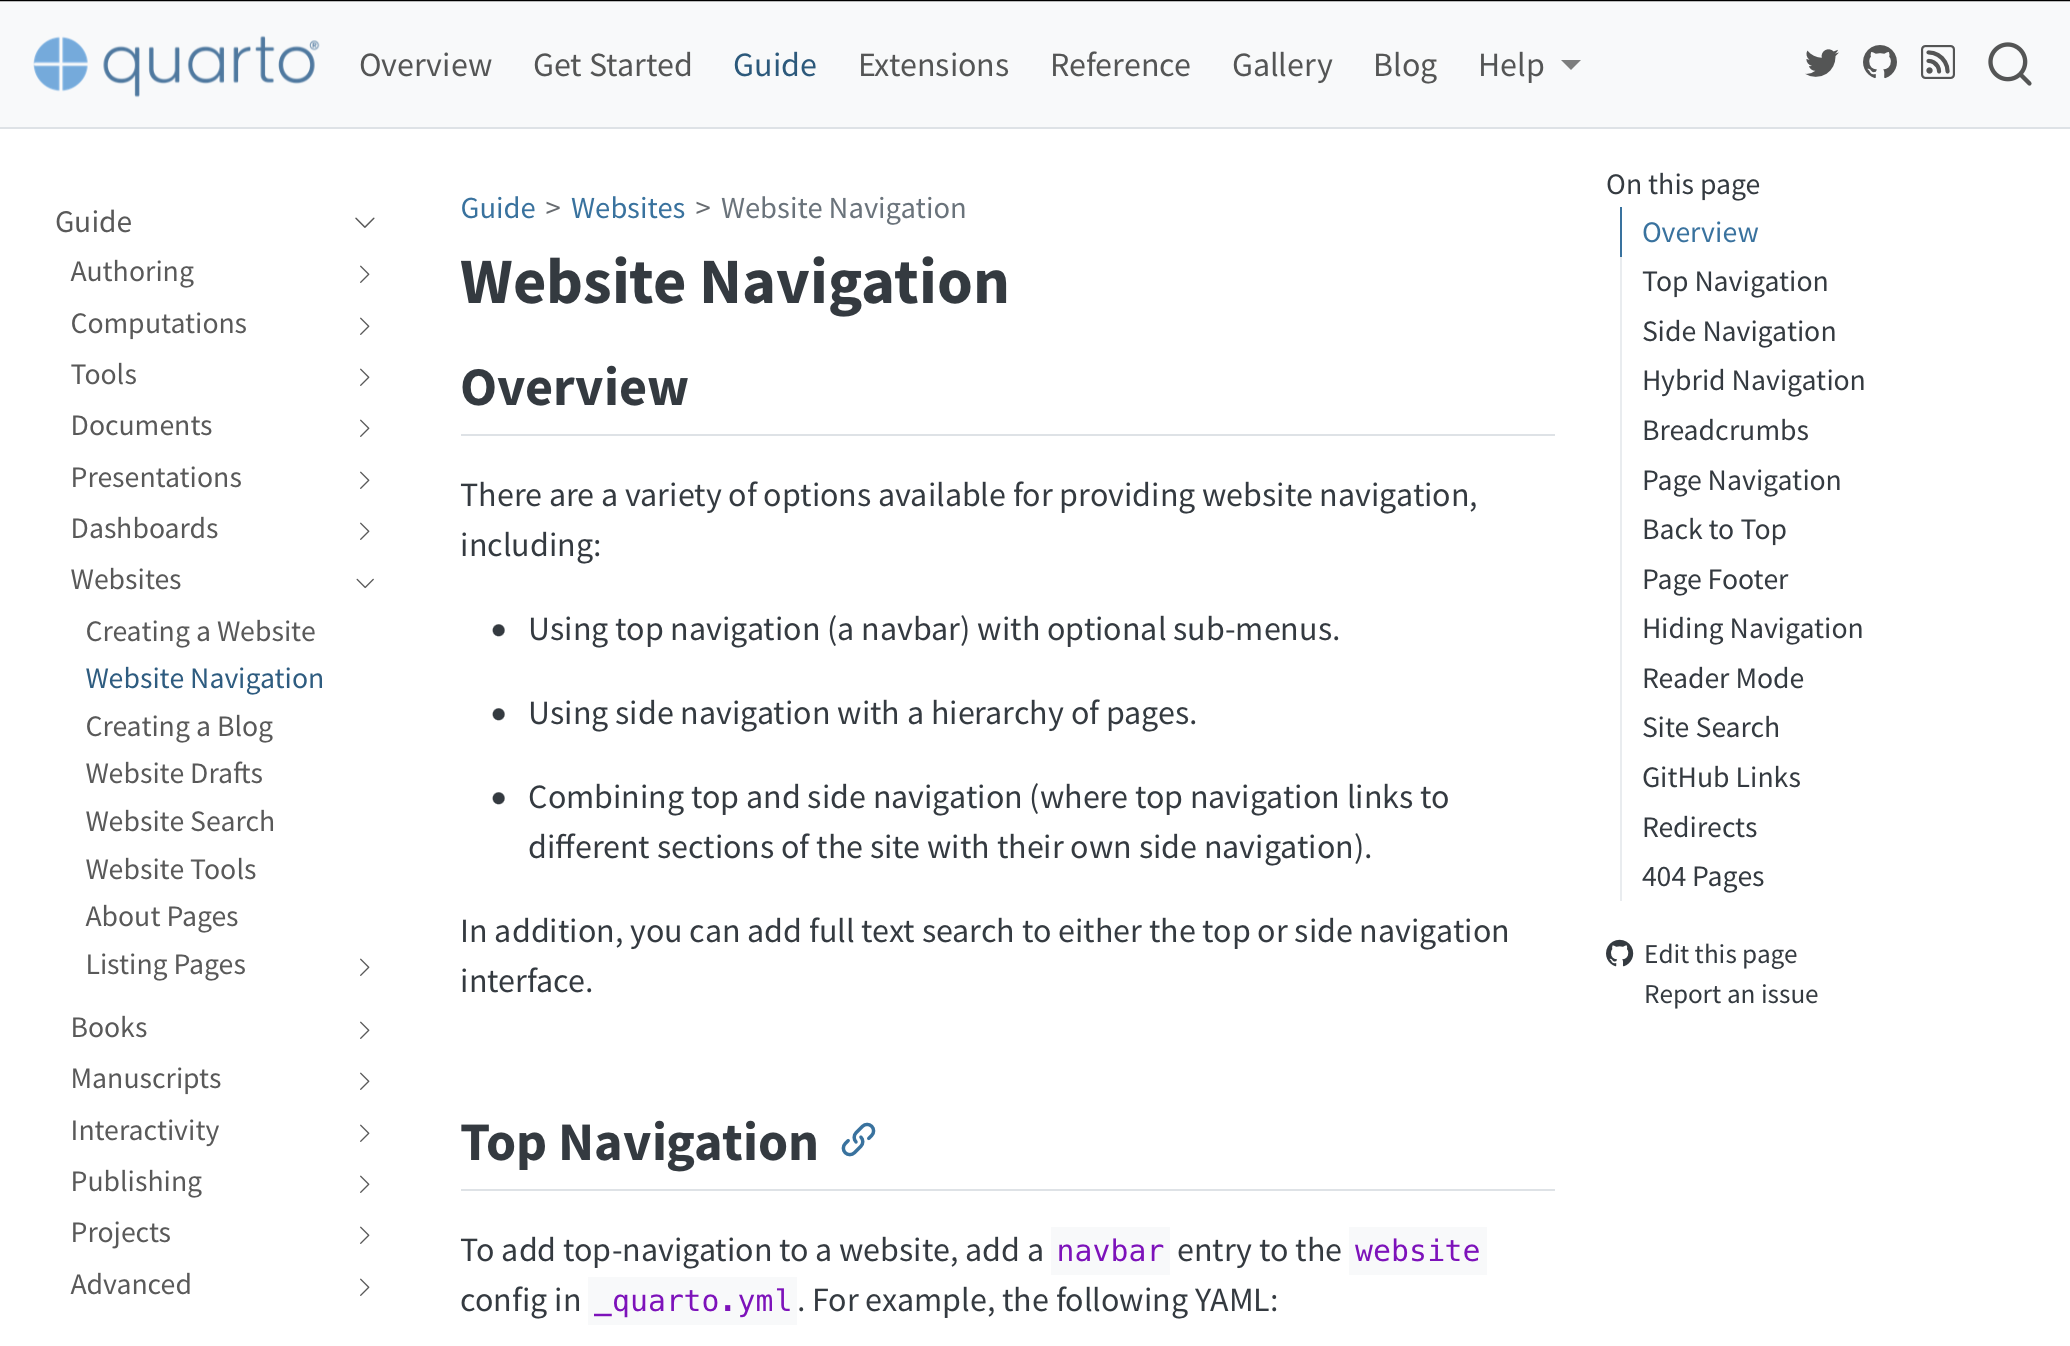 quarto®
Overview
Get Started
Guide
Extensions
Reference
Gallery
Blog
Help
Guide
Authoring
Computations
Tools
Documents
Presentations
Dashboards
Websites
Creating a Website
Website Navigation
Creating a Blog
Website Drafts
Website Search
Website Tools
About Pages
Listing Pages
Books
Manuscripts
Interactivity
Publishing
Projects
Advanced
Guide > Websites > Website Navigation
Website Navigation
Overview
There are a variety of options available for providing website navigation,
including:
• Using top navigation (a navbar) with optional sub-menus.
• Using side navigation with a hierarchy of pages.
• Combining top and side navigation (where top navigation links to
different sections of the site with their own side navigation).
In addition, you can add full text search to either the top or side navigation
interface.
Top Navigation
To add top-navigation to a website, add a navbar entry to the website
config in _quarto.yml. For example, the following YAML:
On this page
Overview
Top Navigation
Side Navigation
Hybrid Navigation
Breadcrumbs
Page Navigation
Back to Top
Page Footer
Hiding Navigation
Reader Mode
Site Search
GitHub Links
Redirects
404 Pages
Edit this page
Report an issue